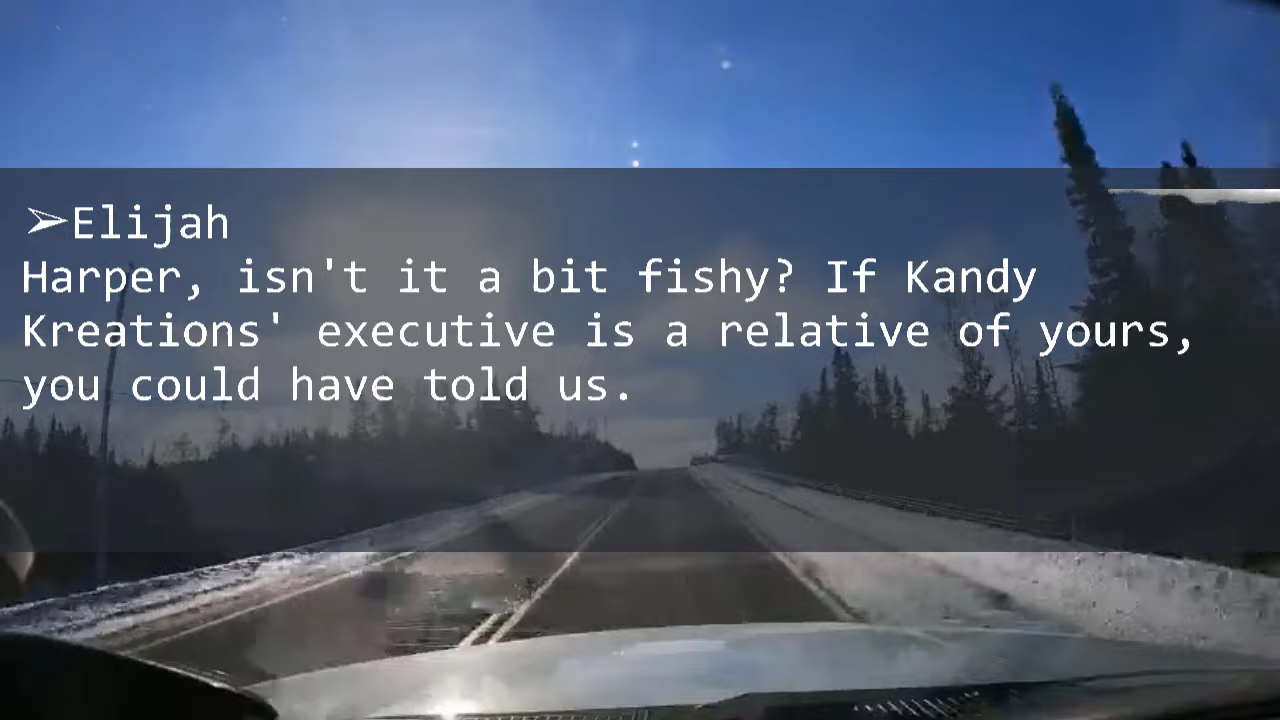 ➢Elijah
Harper, isn't it a bit fishy? If Kandy
Kreations' executive is a relative of yours,
you could have told us.